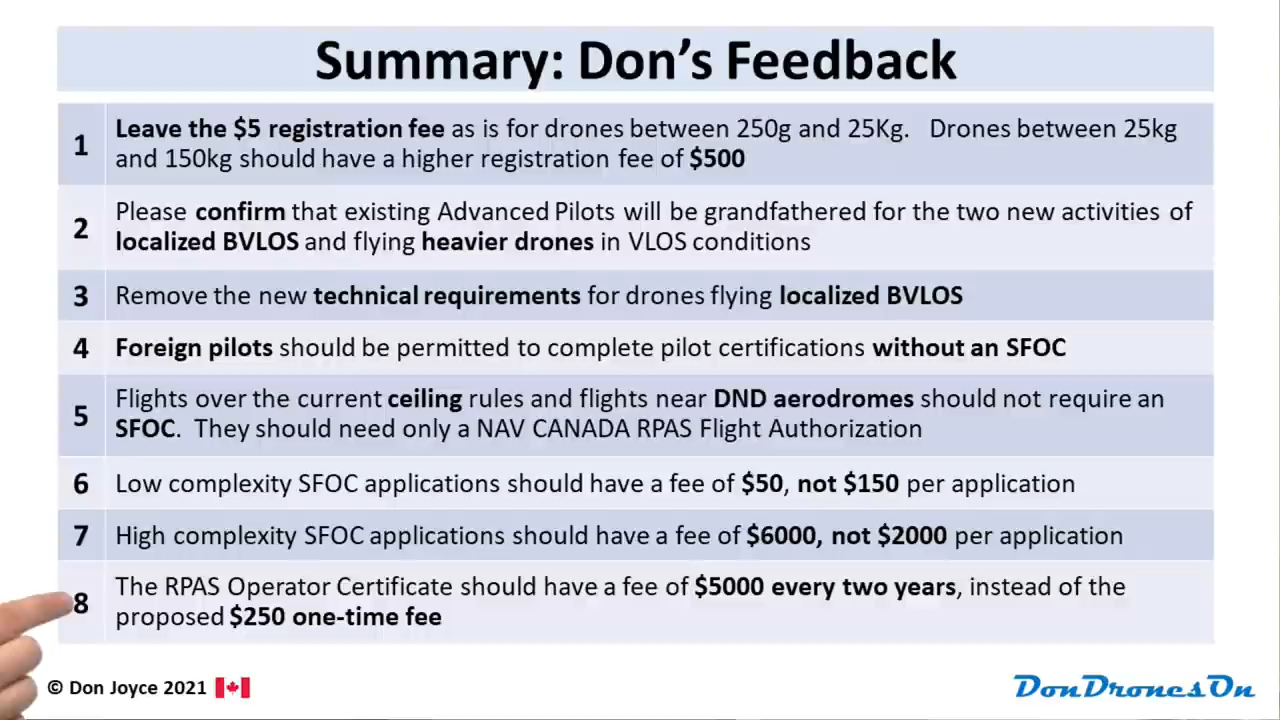 Summary: Don's Feedback
1
Leave the $5 registration fee as is for drones between 250g and 25Kg.   Drones between 25kg
and 150kg should have a higher registration fee of $500
2
Please confirm that existing Advanced Pilots will be grandfathered for the two new activities of
localized BVLOS and flying heavier drones in VLOS conditions
3
Remove the new technical requirements for drones flying localized BVLOS
4
Foreign pilots should be permitted to complete pilot certifications without an SFOC
5
Flights over the current ceiling rules and flights near DND aerodromes should not require an
SFOC.  They should need only a NAV CANADA RPAS Flight Authorization
6
Low complexity SFOC applications should have a fee of $50, not $150 per application
7
High complexity SFOC applications should have a fee of $6000, not $2000 per application
8
The RPAS Operator Certificate should have a fee of $5000 every two years, instead of the
proposed $250 one-time fee
© Don Joyce 2021
DonDronesOn